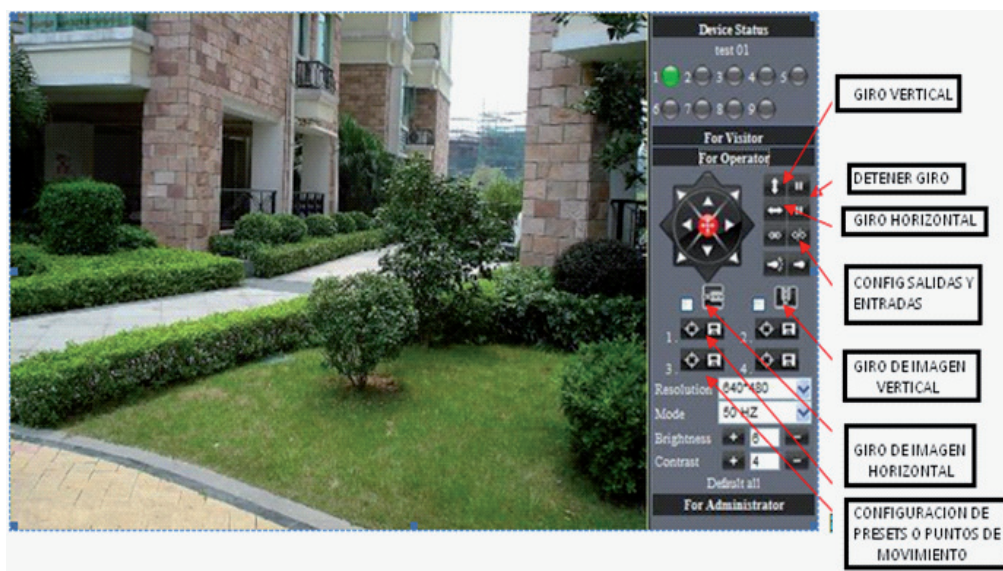 Device Status
test 01
1 2 3 4 5
6 7 8 9
For Visitor
For Operator
1. 2.
3. 4.
Resolution 640*480
Mode 50 HZ
Brightness + 6 -
Contrast + 4 -
Default all
For Administrator
GIRO VERTICAL
DETENER GIRO
GIRO HORIZONTAL
CONFIG SALIDAS Y
ENTRADAS
GIRO DE IMAGEN
VERTICAL
GIRO DE IMAGEN
HORIZONTAL
CONFIGURACION DE
PRESETS O PUNTOS DE
MOVIMIENTO